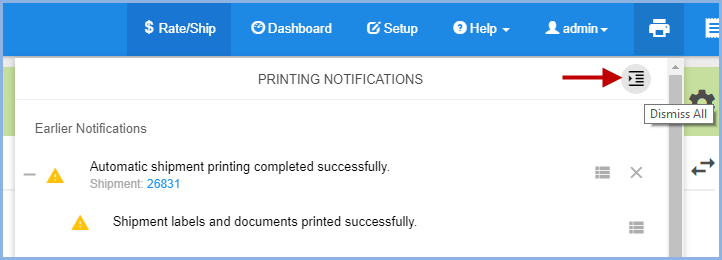 $ Rate/Ship Dashboard Setup Help admin
PRINTING NOTIFICATIONS
Dismiss All
Earlier Notifications
Automatic shipment printing completed successfully.
Shipment: 26831
Shipment labels and documents printed successfully.